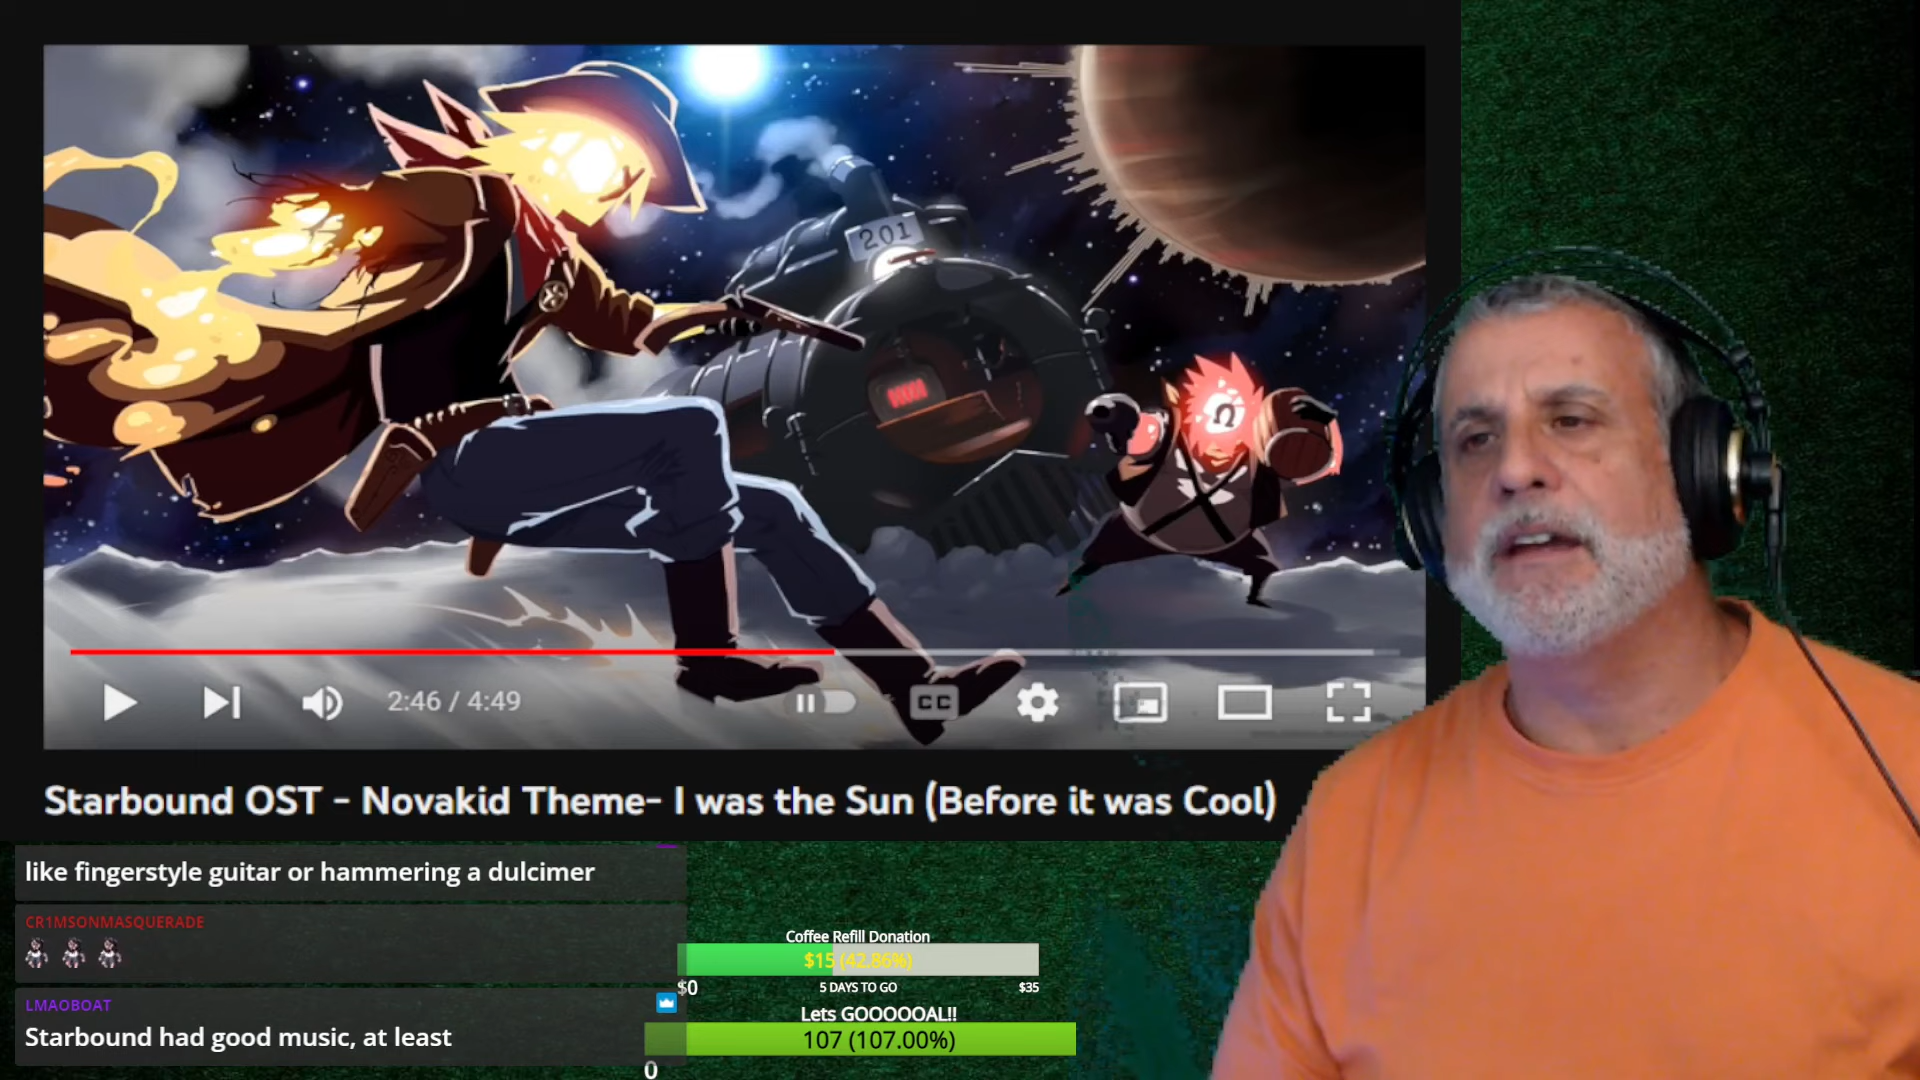 201
Ω
2:46 / 4:49
CC
Starbound OST - Novakid Theme- I was the Sun (Before it was Cool)
like fingerstyle guitar or hammering a dulcimer
CR1MSONMASQUERADE
LMAOBOAT
Starbound had good music, at least
Coffee Refill Donation
$15 (42.86%)
$0
5 DAYS TO GO
$35
Lets GOOOOOAL!!
107 (107.00%)
0